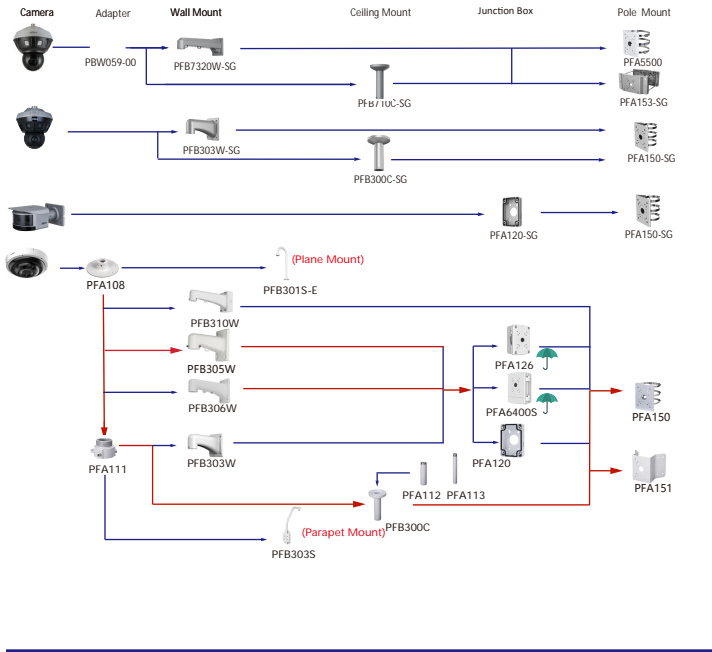 Camera Adapter Wall Mount Ceiling Mount Junction Box Pole Mount
PBW059-00
PFB7320W-SG
PFA5500
PFB710C-SG
PFA153-SG
PFB303W-SG
PFA150-SG
PFB300C-SG
PFA120-SG
PFA150-SG
(Plane Mount)
PFA108
PFB301S-E
PFB310W
PFB305W
PFA126
PFB306W
PFA6400S
PFA150
PFB303W
PFA120
PFA111
PFA151
PFA112 PFA113
PFB300C
(Parapet Mount)
PFB303S